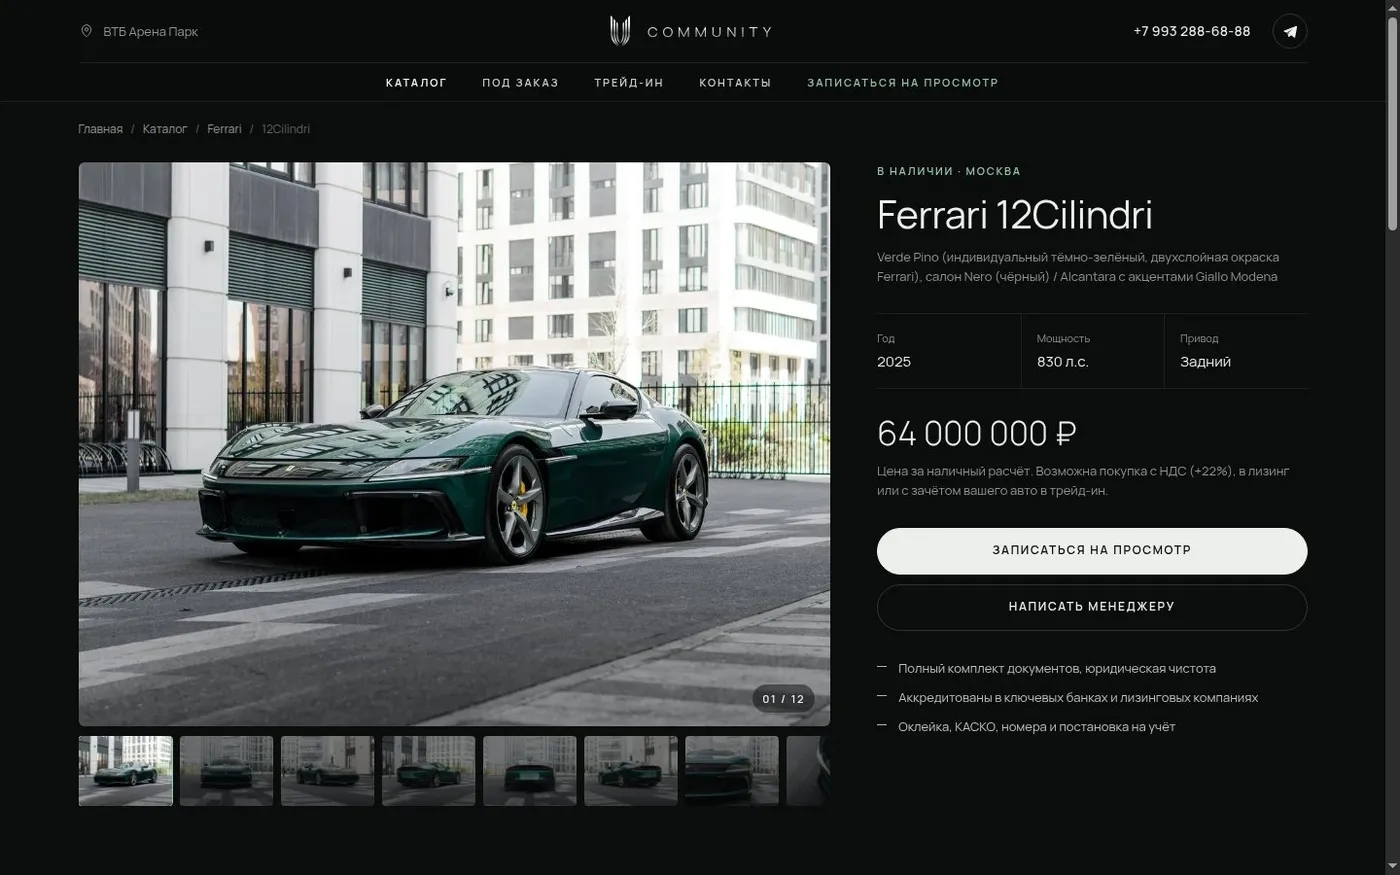 ВТБ Арена Парк
COMMUNITY
+7 993 288-68-88
КАТАЛОГ
ПОД ЗАКАЗ
ТРЕЙД-ИН
КОНТАКТЫ
ЗАПИСАТЬСЯ НА ПРОСМОТР
Главная / Каталог / Ferrari / 12Cilindri
01 / 12
В НАЛИЧИИ · МОСКВА
Ferrari 12Cilindri
Verde Pino (индивидуальный тёмно-зелёный, двухслойная окраска
Ferrari), салон Nero (чёрный) / Alcantara с акцентами Giallo Modena
Год
2025
Мощность
830 л.с.
Привод
Задний
64 000 000 ₽
Цена за наличный расчёт. Возможна покупка с НДС (+22%), в лизинг
или с зачётом вашего авто в трейд-ин.
ЗАПИСАТЬСЯ НА ПРОСМОТР
НАПИСАТЬ МЕНЕДЖЕРУ
— Полный комплект документов, юридическая чистота
— Аккредитованы в ключевых банках и лизинговых компаниях
— Оклейка, КАСКО, номера и постановка на учёт